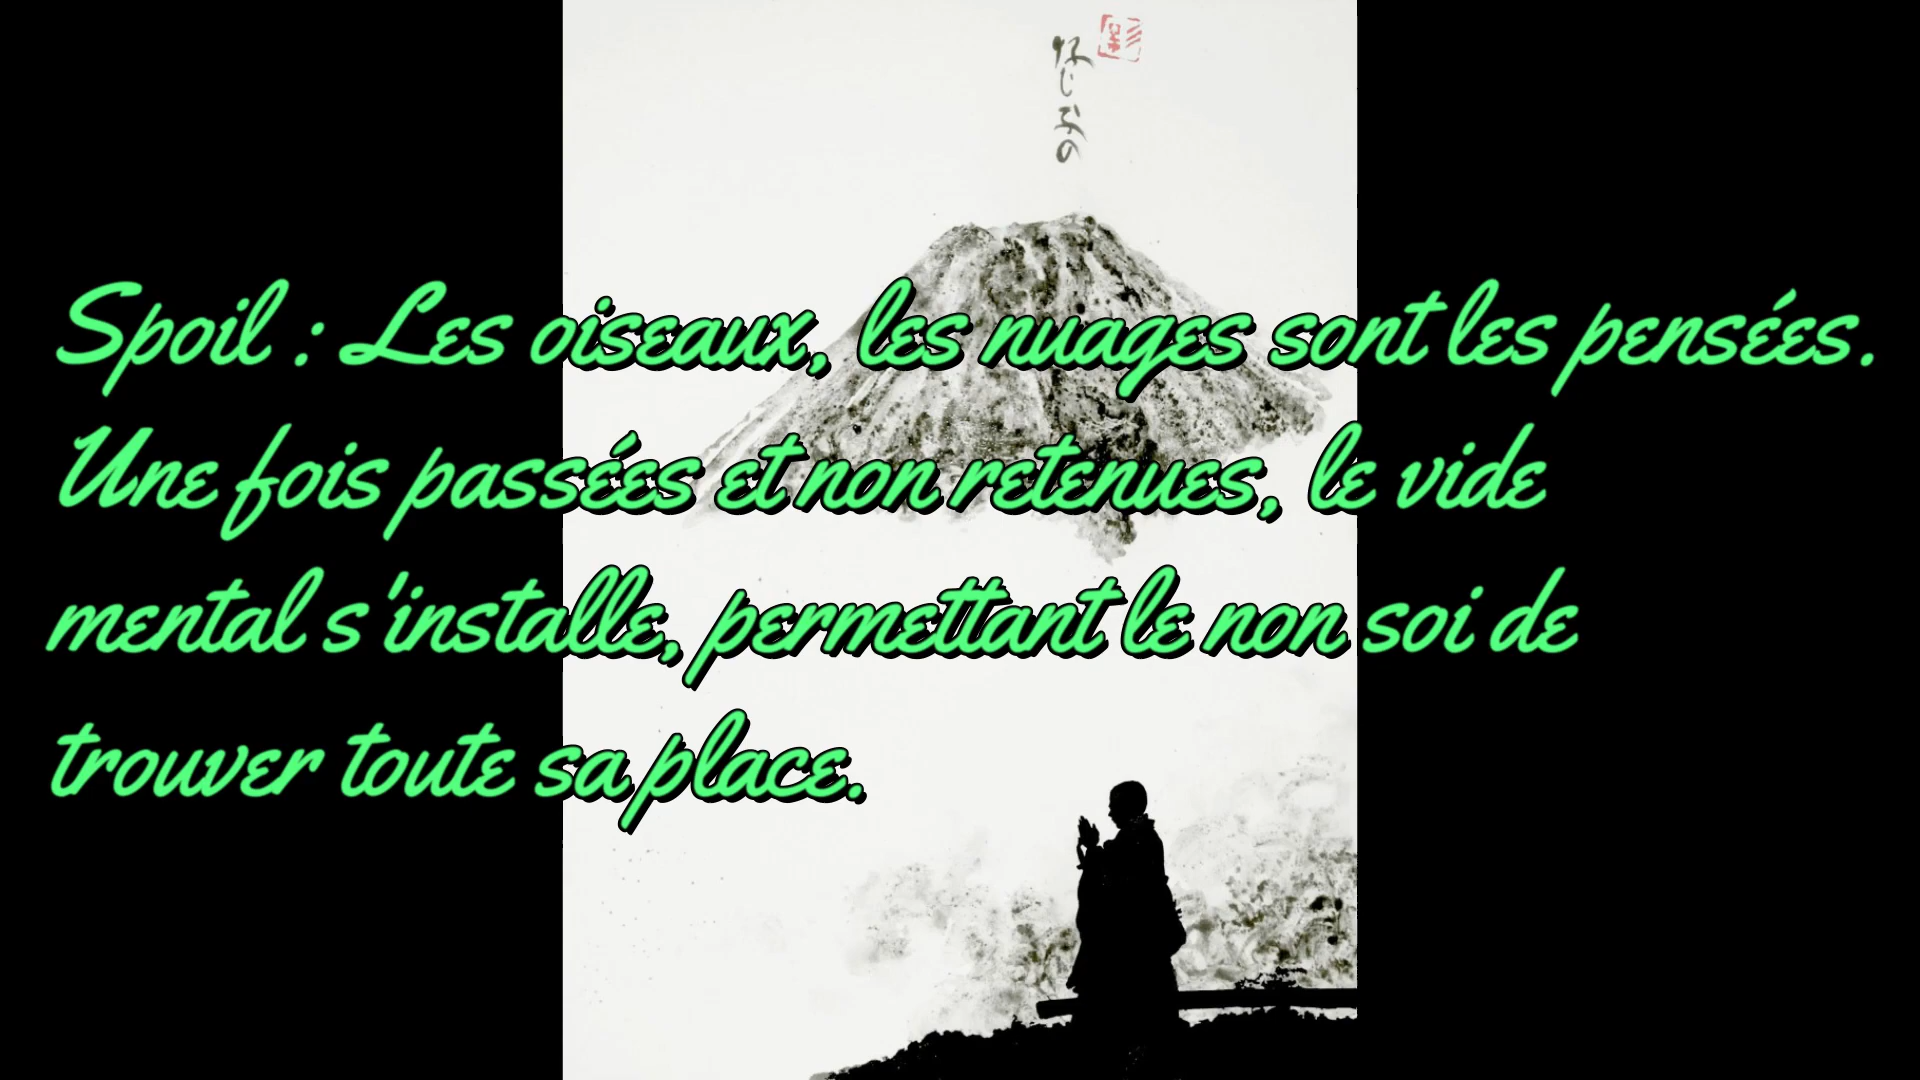 Spoil : Les oiseaux, les nuages sont les pensées.
Une fois passées et non retenues, le vide
mental s'installe, permettant le non soi de
trouver toute sa place.